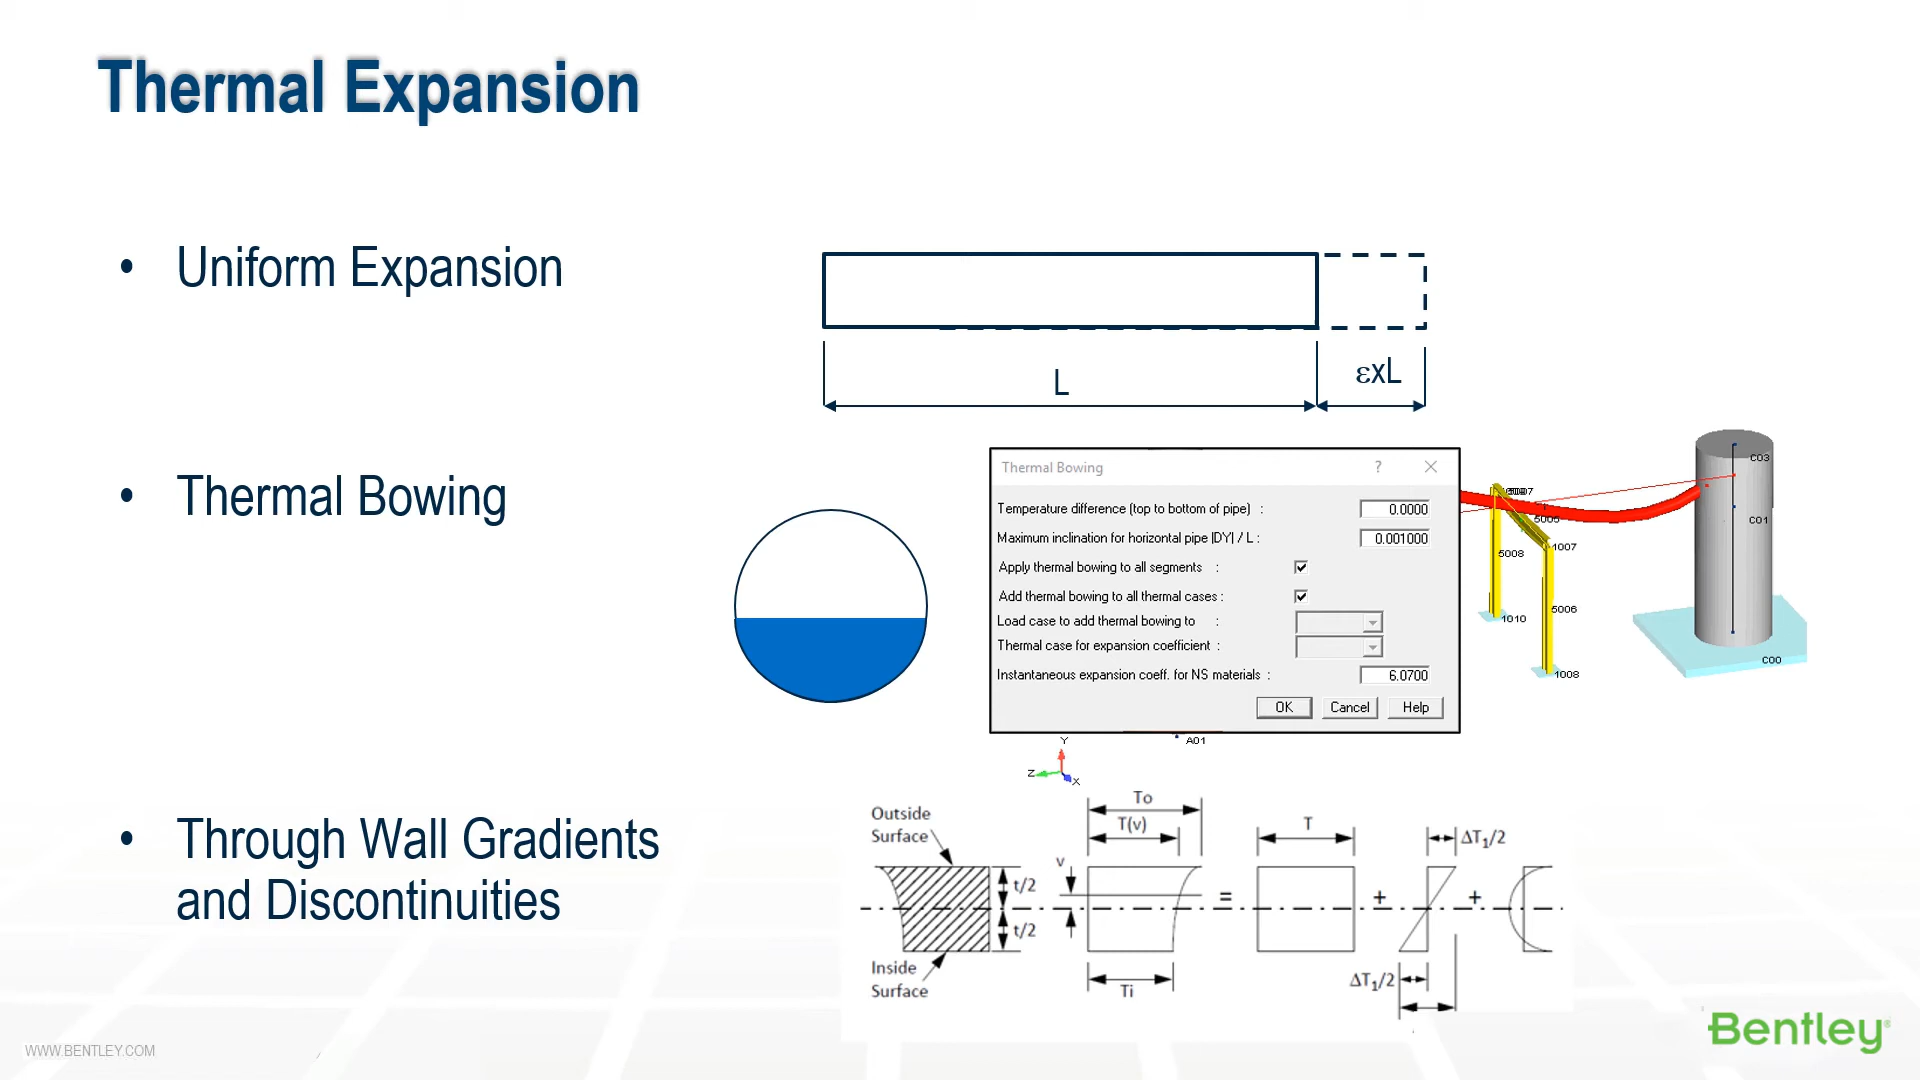 Thermal Expansion
• Uniform Expansion
L
εxL
• Thermal Bowing
Thermal Bowing ?
Temperature difference (top to bottom of pipe) : 0.0000
Maximum inclination for horizontal pipe |DY| / L : 0.001000
Apply thermal bowing to all segments :
Add thermal bowing to all thermal cases :
Load case to add thermal bowing to :
Thermal case for expansion coefficient :
Instantaneous expansion coeff. for NS materials : 6.0700
OK Cancel Help
5005
5008
1007
1010
5006
1008
C03
C01
C00
A01
Y
Z
X
• Through Wall Gradients
and Discontinuities
Outside
Surface
Inside
Surface
t/2
t/2
v
To
T(v)
Ti
=
T
+
ΔT1/2
ΔT1/2
+
WWW.BENTLEY.COM
Bentley®